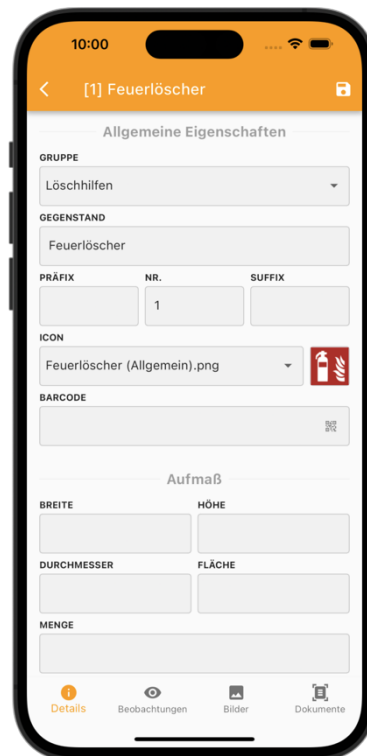 10:00
[1] Feuerlöscher
Allgemeine Eigenschaften
GRUPPE
Löschhilfen
GEGENSTAND
Feuerlöscher
PRÄFIX NR. SUFFIX
1
ICON
Feuerlöscher (Allgemein).png
BARCODE
Aufmaß
BREITE HÖHE
DURCHMESSER FLÄCHE
MENGE
Details Beobachtungen Bilder Dokumente